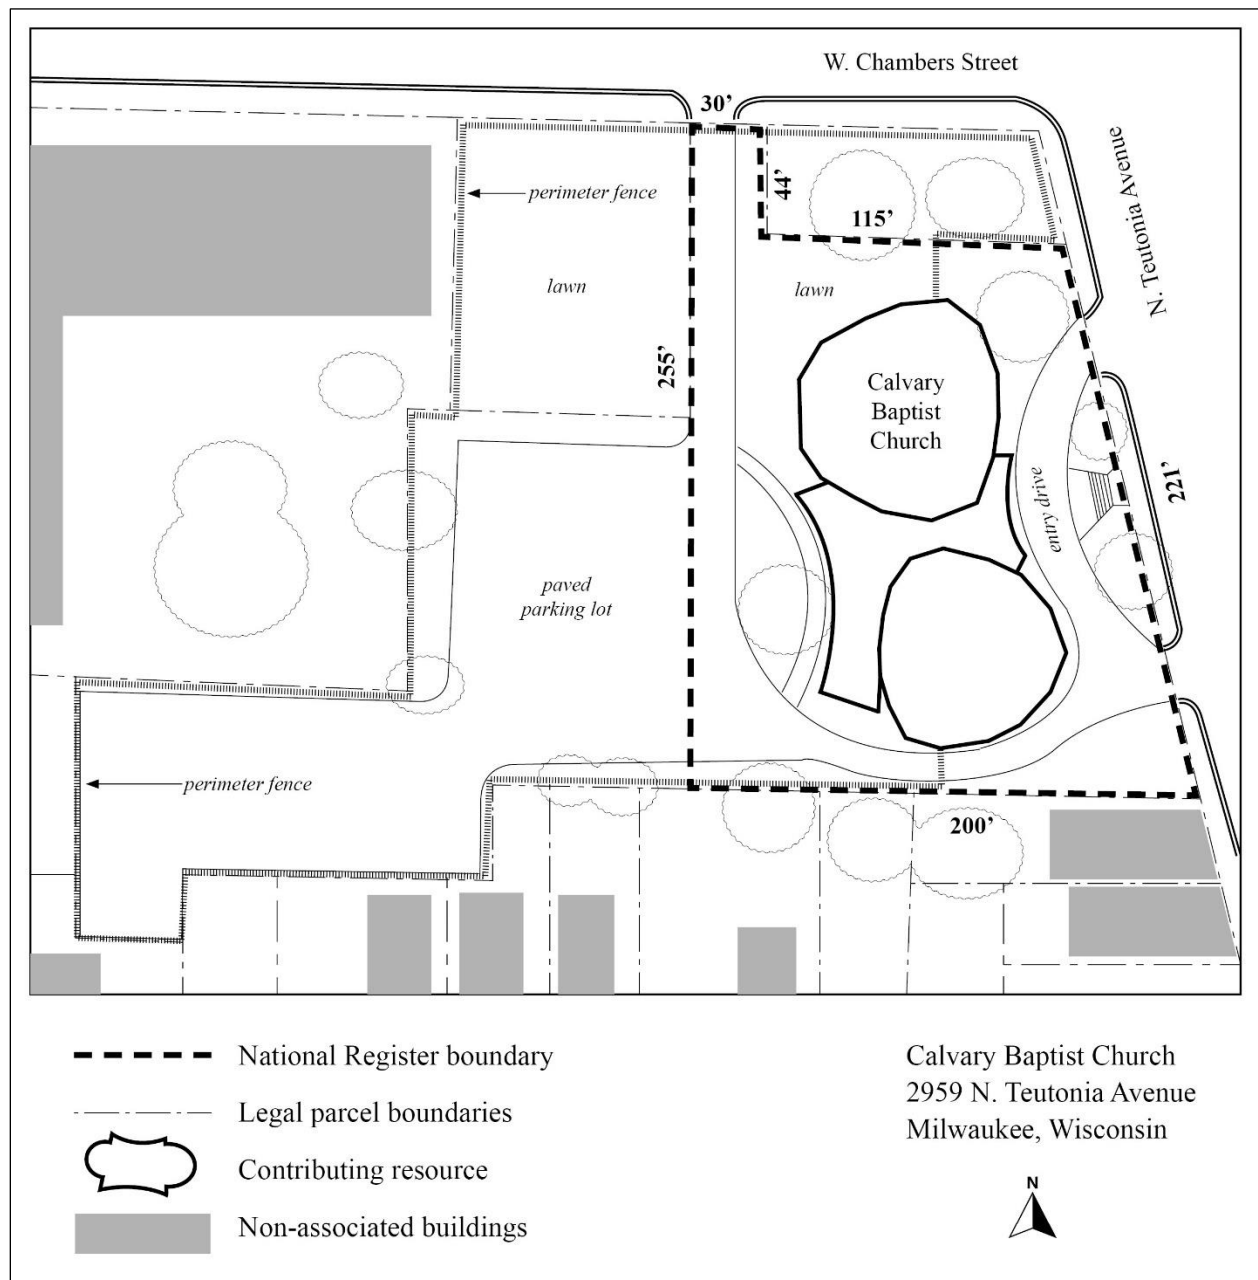 W. Chambers Street
30’
N. Teutonia Avenue
44’
perimeter fence
115’
lawn
lawn
255’
Calvary
Baptist
Church
221’
entry drive
paved
parking lot
perimeter fence
200’
National Register boundary
Legal parcel boundaries
Contributing resource
Non-associated buildings
Calvary Baptist Church
2959 N. Teutonia Avenue
Milwaukee, Wisconsin
N